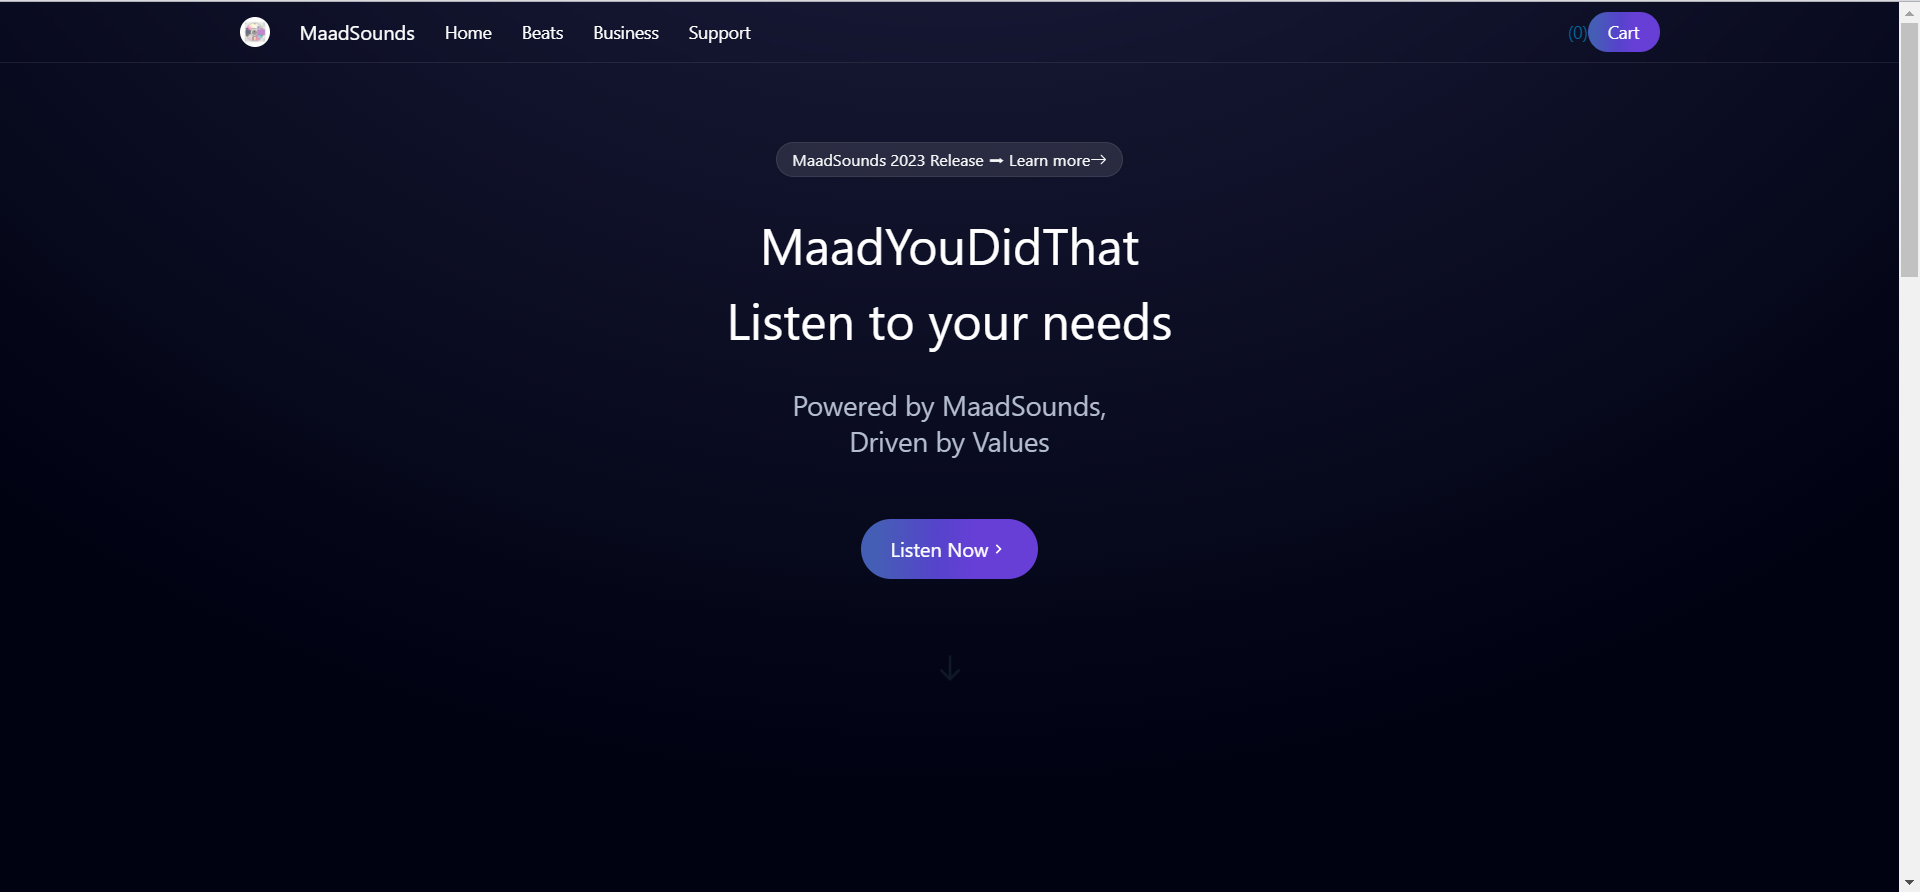 MaadSounds Home Beats Business Support (0) Cart
MaadSounds 2023 Release ➞ Learn more→
MaadYouDidThat
Listen to your needs
Powered by MaadSounds,
Driven by Values
Listen Now ›